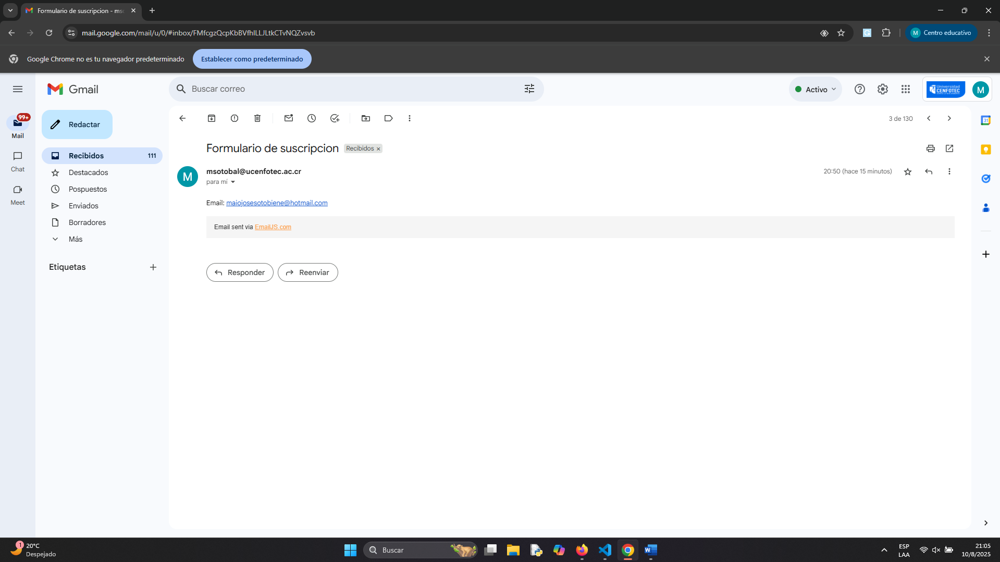 Formulario de suscripcion - mso
mail.google.com/mail/u/0/#inbox/FMfcgzQcpKbBVfhlLLJLtkCTvNQZvsvb
M Centro educativo
Google Chrome no es tu navegador predeterminado
Establecer como predeterminado
Gmail
Buscar correo
Activo
Universidad
CENFOTEC
M
99+
Mail
Chat
Meet
Redactar
Recibidos 111
Destacados
Pospuestos
Enviados
Borradores
Más
Etiquetas
3 de 130
31
Formulario de suscripcion Recibidos ×
M
msotobal@ucenfotec.ac.cr
20:50 (hace 15 minutos)
para mí
Email: maiojosesotobiene@hotmail.com
Email sent via EmailJS.com
Responder
Reenviar
1
20°C
Despejado
Buscar
ESP
LAA
21:05
10/8/2025